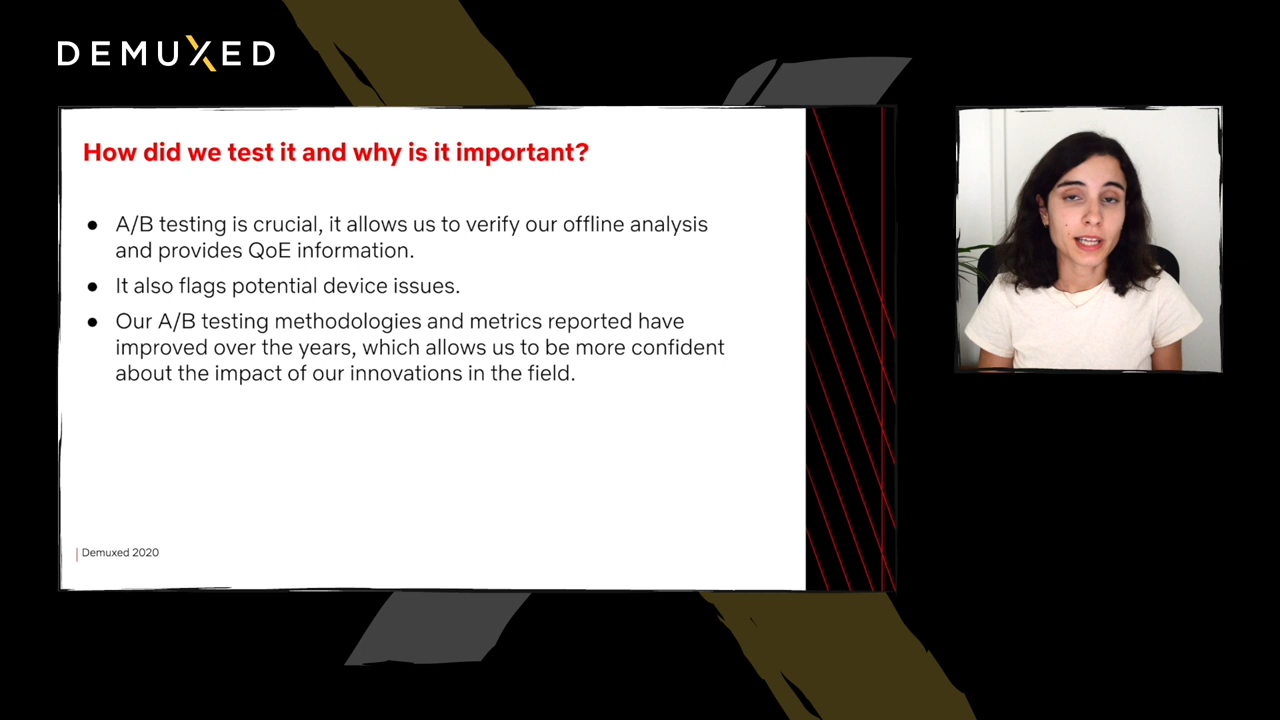 DEMUXED
How did we test it and why is it important?
● A/B testing is crucial, it allows us to verify our offline analysis
and provides QoE information.
● It also flags potential device issues.
● Our A/B testing methodologies and metrics reported have
improved over the years, which allows us to be more confident
about the impact of our innovations in the field.
| Demuxed 2020